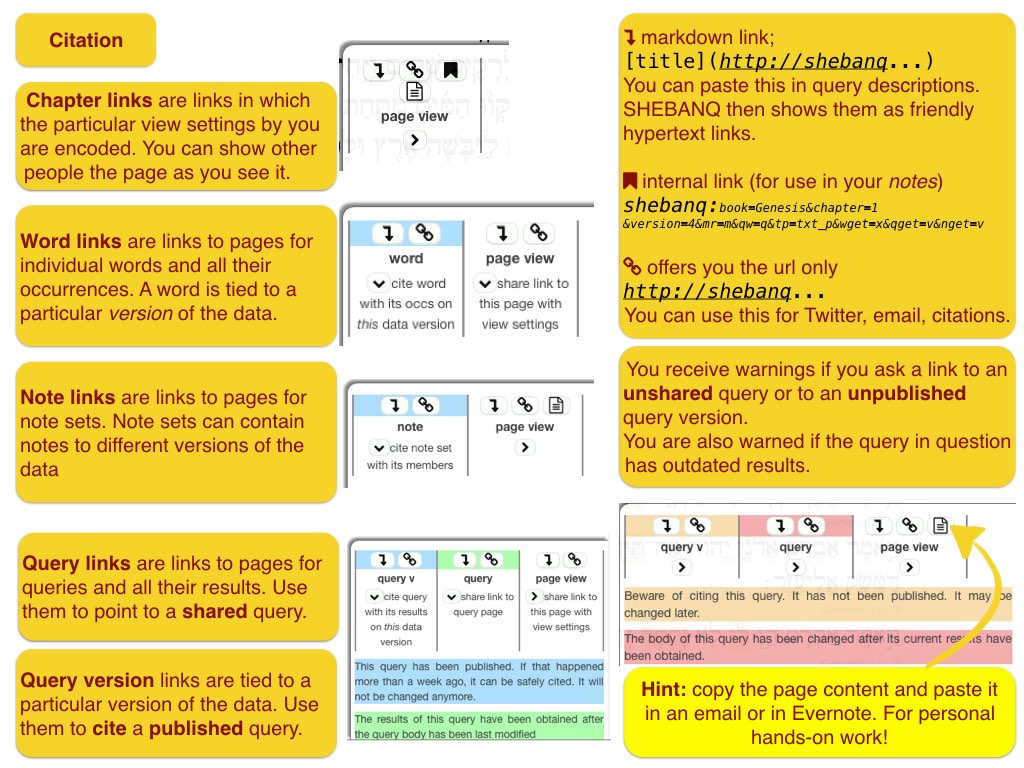 Citation
Chapter links are links in which
the particular view settings by you
are encoded. You can show other
people the page as you see it.
page view
Word links are links to pages for
individual words and all their
occurrences. A word is tied to a
particular version of the data.
word
cite word
with its occs on
this data version
page view
share link to
this page with
view settings
Note links are links to pages for
note sets. Note sets can contain
notes to different versions of the
data
note
cite note set
with its members
page view
Query links are links to pages for
queries and all their results. Use
them to point to a shared query.
Query version links are tied to a
particular version of the data. Use
them to cite a published query.
query v
cite query
with its results
on this data
version
query
share link to
query page
page view
share link to
this page with
view settings
This query has been published. If that happened
more than a week ago, it can be safely cited. It will
not be changed anymore.
The results of this query have been obtained after
the query body has been last modified
markdown link;
[title](http://shebanq...)
You can paste this in query descriptions.
SHEBANQ then shows them as friendly
hypertext links.
internal link (for use in your notes)
shebanq:book=Genesis&chapter=1
&version=4&mr=m&qw=q&tp=txt_p&wget=x&qget=v&nget=v
offers you the url only
http://shebanq...
You can use this for Twitter, email, citations.
You receive warnings if you ask a link to an
unshared query or to an unpublished
query version.
You are also warned if the query in question
has outdated results.
query v
query
page view
Beware of citing this query. It has not been published. It may be
changed later.
The body of this query has been changed after its current results have
been obtained.
Hint: copy the page content and paste it
in an email or in Evernote. For personal
hands-on work!